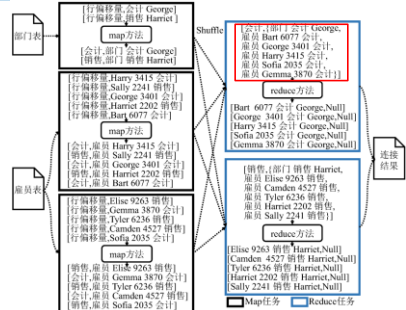 部门表
[行偏移量,会计 George]
[行偏移量,销售 Harriet ]
map方法
[会计,部门 会计 George]
[销售,部门 销售 Harriet]
雇员表
[行偏移量,Harry 3415 会计]
[行偏移量,Sally 2241 销售]
[行偏移量,George 3401 会计]
[行偏移量,Harriet 2202 销售]
[行偏移量,Bart 6077 会计]
map方法
[会计,雇员 Harry 3415 会计]
[销售,雇员 Sally 2241 销售]
[会计,雇员 George 3401 会计]
[销售,雇员 Harriet 2202 销售]
[会计,雇员 Bart 6077 会计]
[行偏移量,Elise 9263 销售]
[行偏移量,Gemma 3870 会计]
[行偏移量,Tyler 6236 销售]
[行偏移量,Camden 4527 销售]
[行偏移量,Sofia 2035 会计]
map方法
[销售,雇员 Elise 9263 销售]
[会计,雇员 Gemma 3870 会计]
[销售,雇员 Tyler 6236 销售]
[会计,雇员 Camden 4527 销售]
[销售,雇员 Sofia 2035 会计]
Shuffle
[会计,{部门 会计 George,
雇员 Bart 6077 会计,
雇员 George 3401 会计,
雇员 Harry 3415 会计,
雇员 Sofia 2035 会计,
雇员 Gemma 3870 会计}]
reduce方法
[Bart 6077 会计 George,Null]
[George 3401 会计 George,Null]
[Harry 3415 会计 George,Null]
[Sofia 2035 会计 George,Null]
[Gemma 3870 会计 George,Null]
[销售,{部门 销售 Harriet,
雇员 Elise 9263 销售,
雇员 Camden 4527 销售,
雇员 Tyler 6236 销售,
雇员 Harriet 2202 销售,
雇员 Sally 2241 销售}]
reduce方法
[Elise 9263 销售 Harriet,Null]
[Camden 4527 销售 Harriet,Null]
[Tyler 6236 销售 Harriet,Null]
[Harriet 2202 销售 Harriet,Null]
[Sally 2241 销售 Harriet,Null]
连接
结果
Map任务
Reduce任务